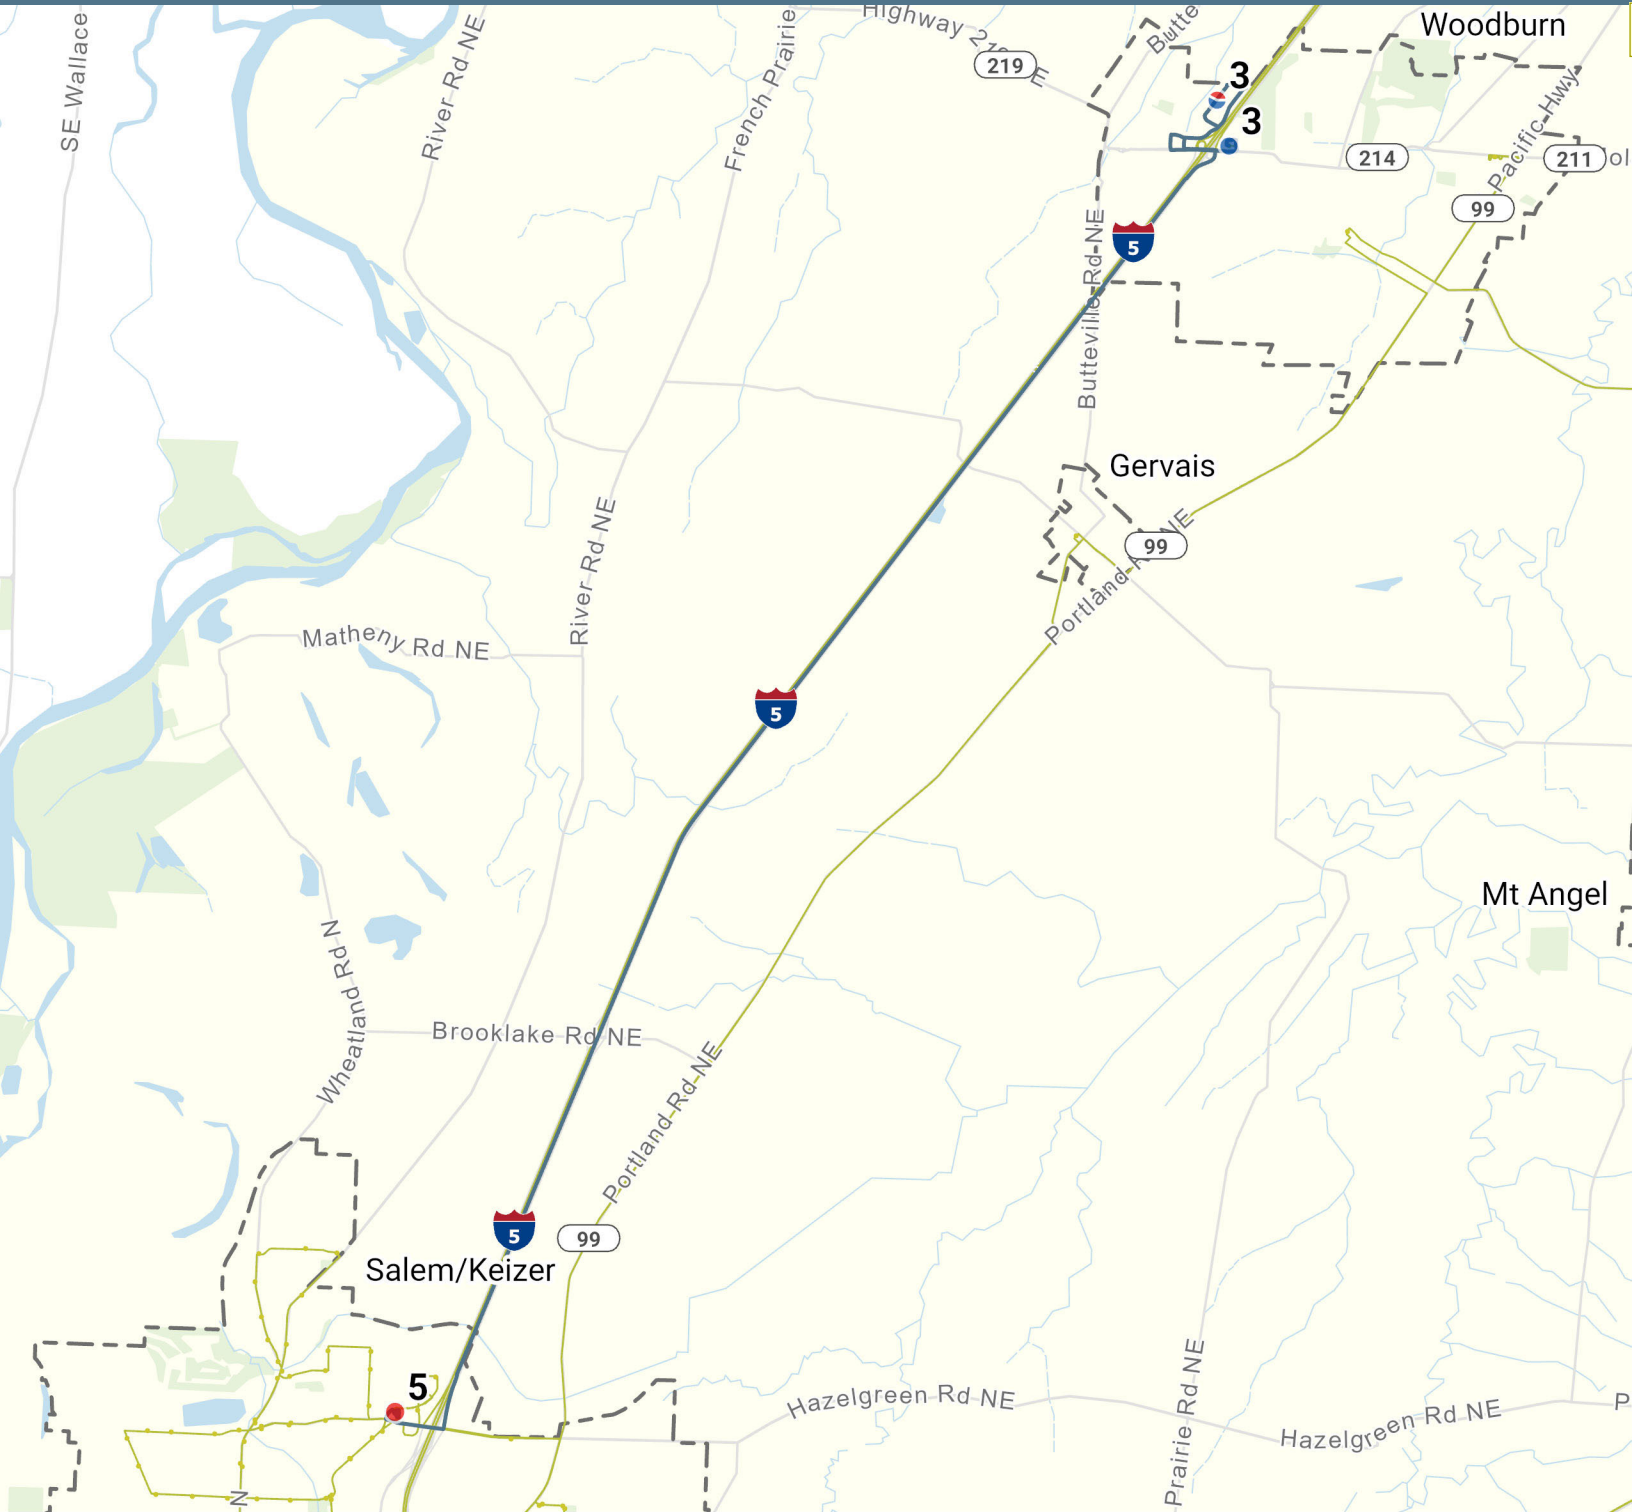 Woodburn
SE Wallace
River Rd NE
French Prairie
Highway 219
E
219
Butte
3
3
214
211
Pacific Hwy
99
5
Butteville Rd NE
Gervais
99
Portland Rd NE
River Rd NE
Matheny Rd NE
5
Mt Angel
Wheatland Rd N
Brooklake Rd NE
Portland Rd NE
5
99
Salem/Keizer
5
Hazelgreen Rd NE
Prairie Rd NE
Hazelgreen Rd NE
P
N